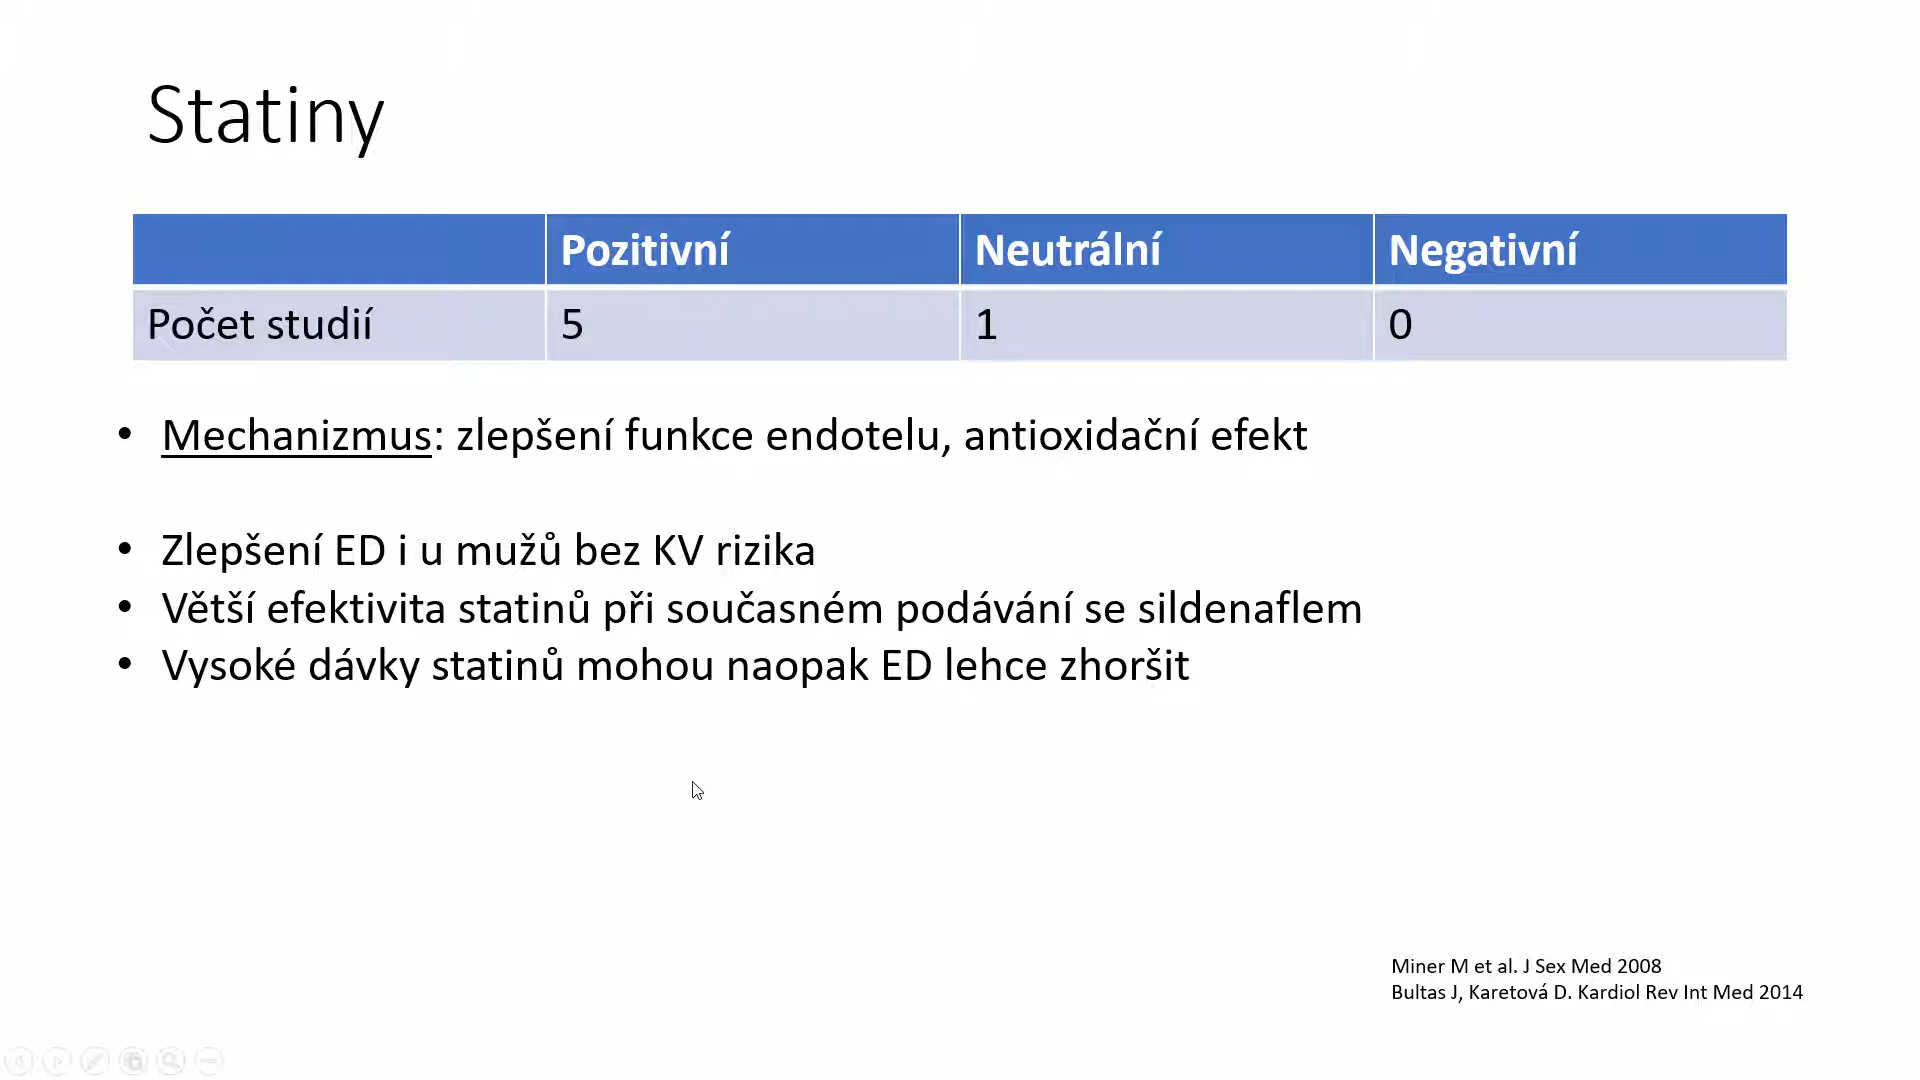 Statiny
Pozitivní Neutrální Negativní
Počet studií 5 1 0
• Mechanizmus: zlepšení funkce endotelu, antioxidační efekt
• Zlepšení ED i u mužů bez KV rizika
• Větší efektivita statinů při současném podávání se sildenaflem
• Vysoké dávky statinů mohou naopak ED lehce zhoršit
Miner M et al. J Sex Med 2008
Bultas J, Karetová D. Kardiol Rev Int Med 2014